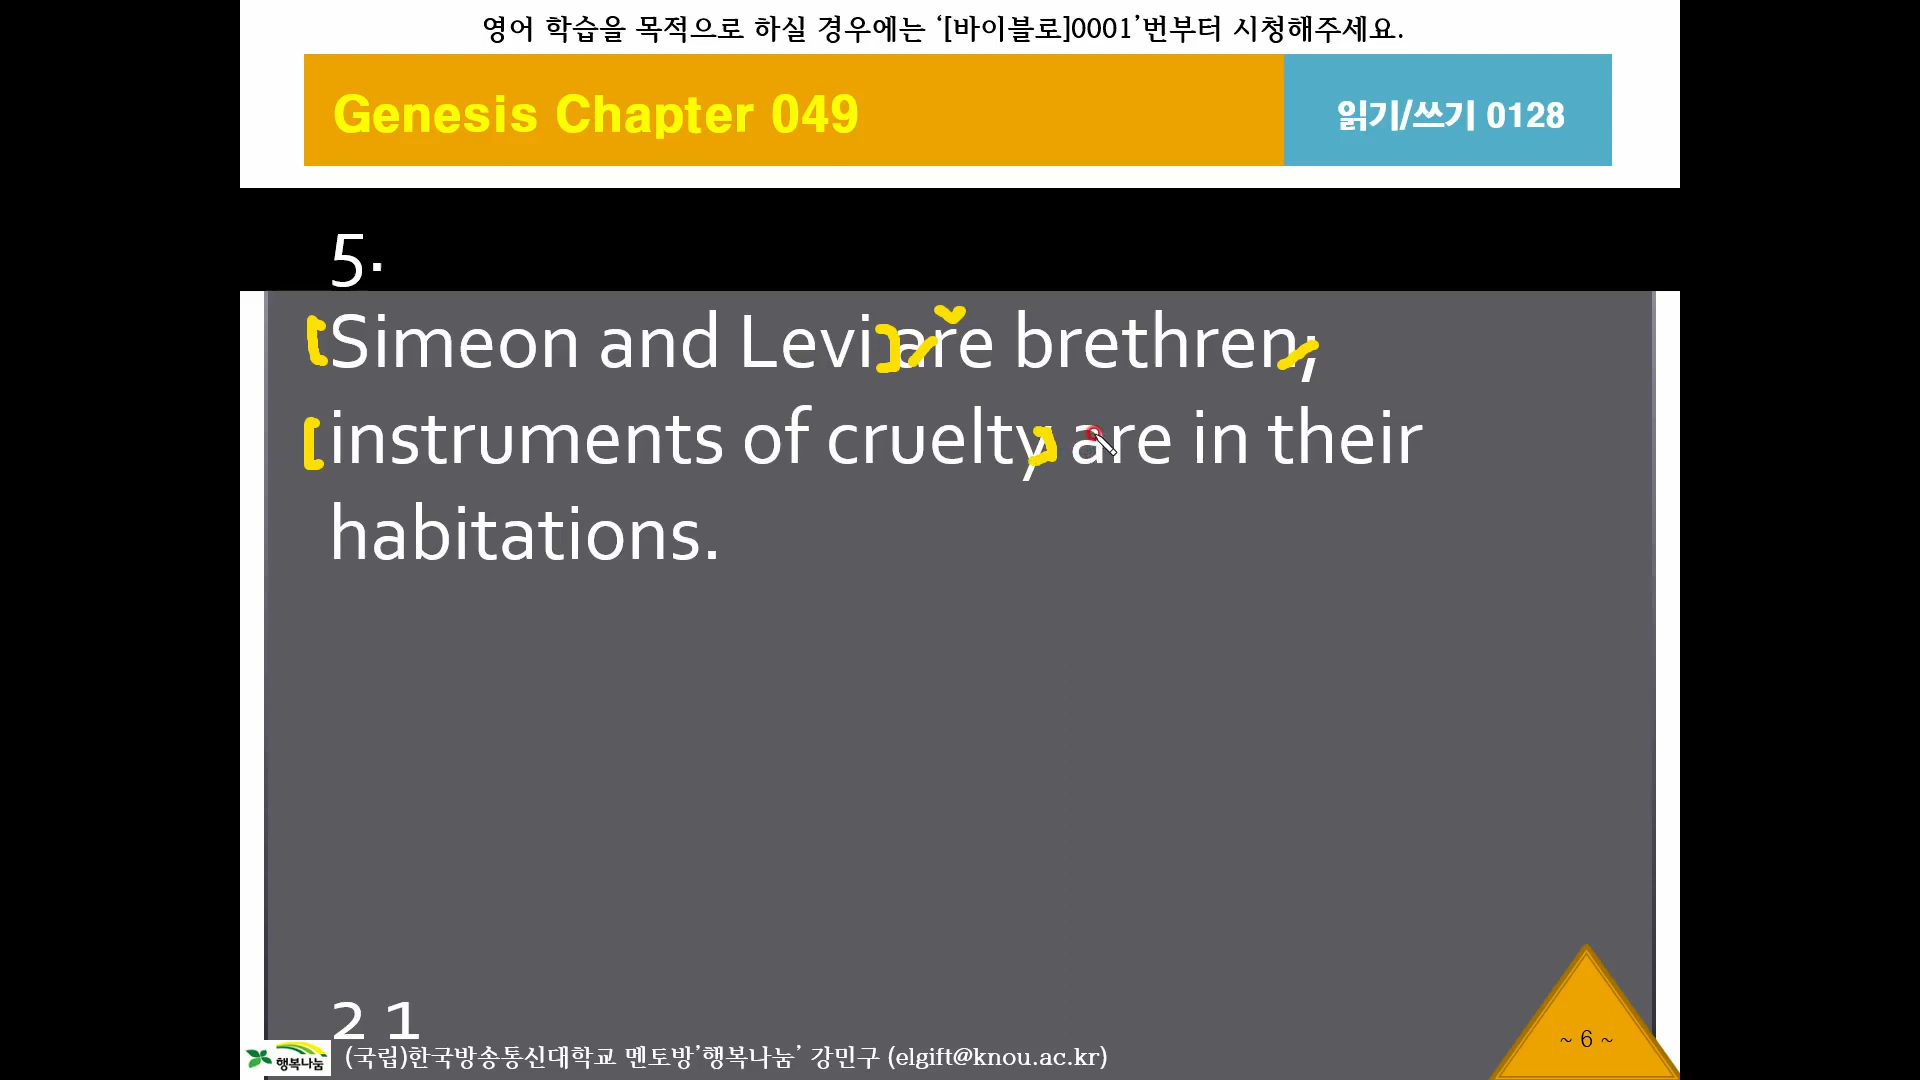 영어 학습을 목적으로 하실 경우에는 ‘[바이블로]0001’번부터 시청해주세요.
Genesis Chapter 049
읽기/쓰기 0128
5.
Simeon and Levi are brethren;
instruments of cruelty are in their
habitations.
2 1
~ 6 ~
행복나눔
(국립)한국방송통신대학교 멘토방’행복나눔’ 강민구 (elgift@knou.ac.kr)